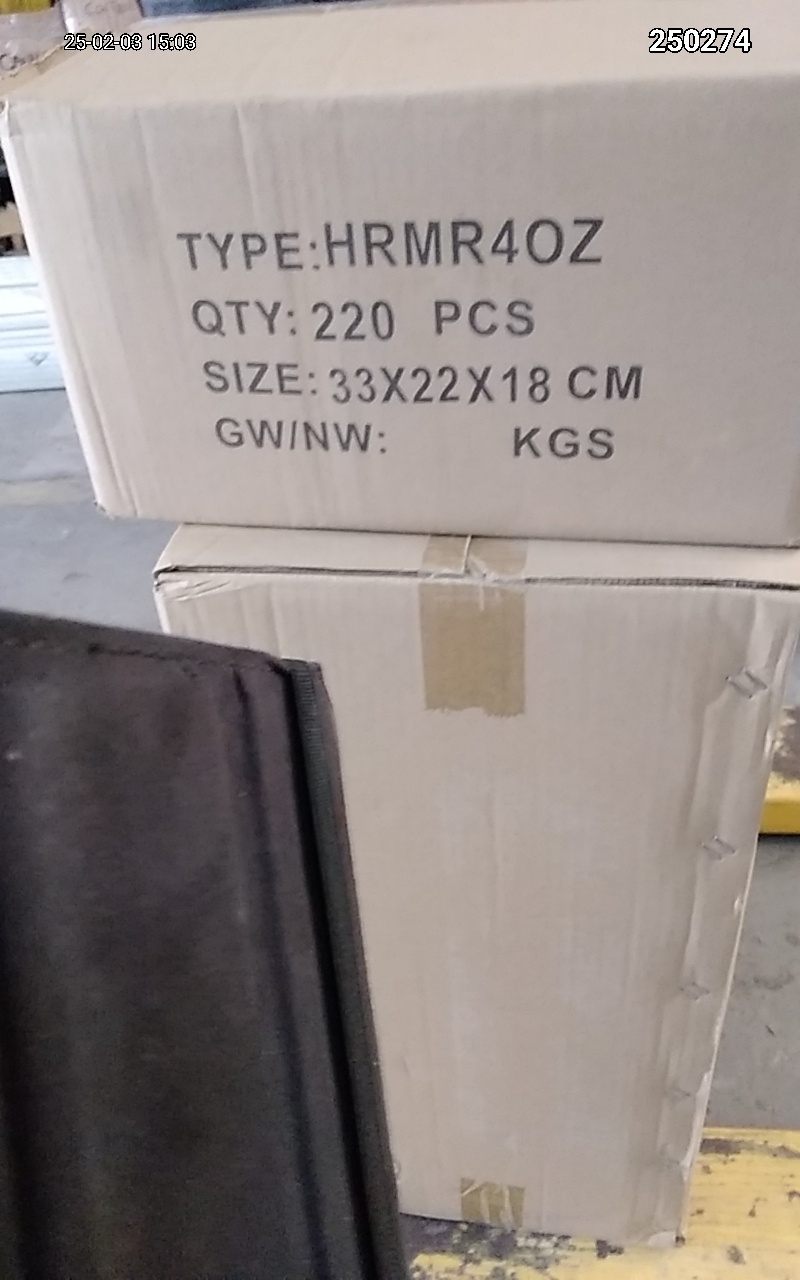 25-02-03 15:03
250274
TYPE:HRMR4OZ
QTY: 220 PCS
SIZE: 33X22X18 CM
GW/NW: KGS